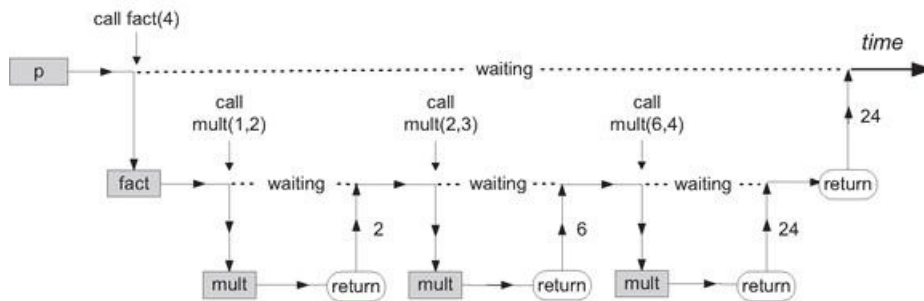 call fact(4)
time
p
waiting
call
mult(1,2)
call
mult(2,3)
call
mult(6,4)
24
fact
waiting
waiting
waiting
return
2
6
24
mult
return
mult
return
mult
return